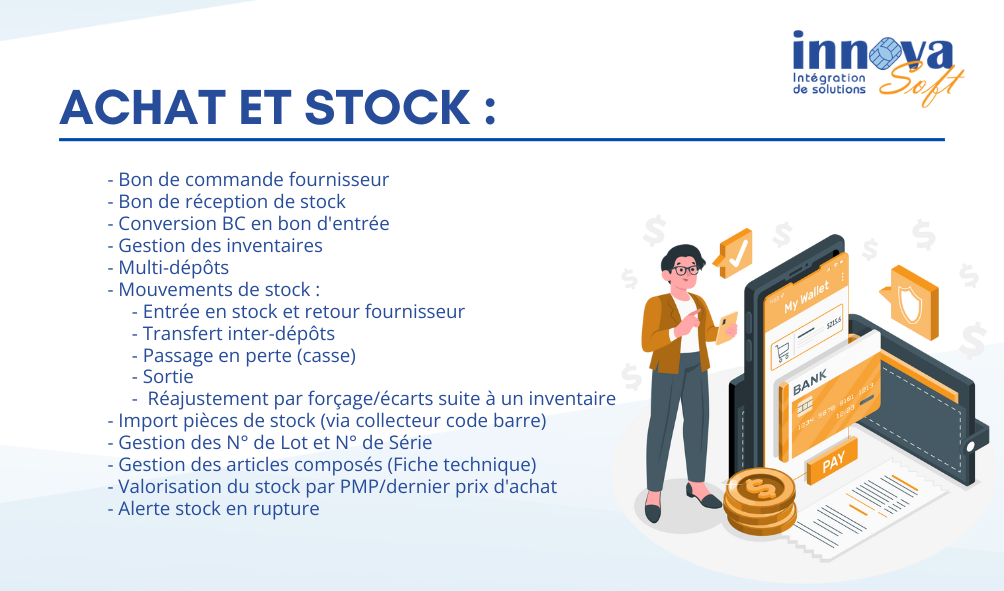 innova
Intégration
de solutions
Soft
ACHAT ET STOCK :
- Bon de commande fournisseur
- Bon de réception de stock
- Conversion BC en bon d'entrée
- Gestion des inventaires
- Multi-dépôts
- Mouvements de stock :
- Entrée en stock et retour fournisseur
- Transfert inter-dépôts
- Passage en perte (casse)
- Sortie
- Réajustement par forçage/écarts suite à un inventaire
- Import pièces de stock (via collecteur code barre)
- Gestion des N° de Lot et N° de Série
- Gestion des articles composés (Fiche technique)
- Valorisation du stock par PMP/dernier prix d'achat
- Alerte stock en rupture
My Wallet
BANK
PAY